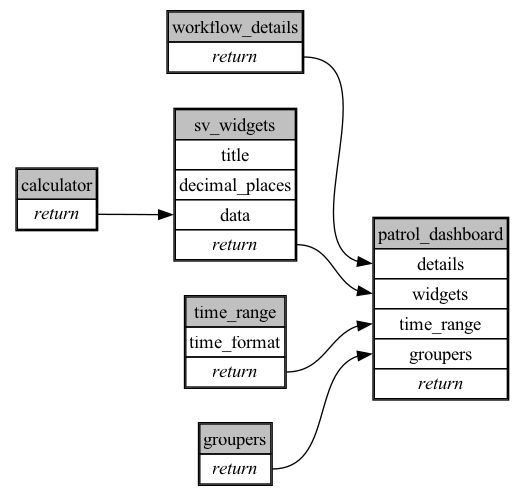 workflow_details
return
sv_widgets
title
decimal_places
data
return
calculator
return
patrol_dashboard
details
widgets
time_range
groupers
return
time_range
time_format
return
groupers
return